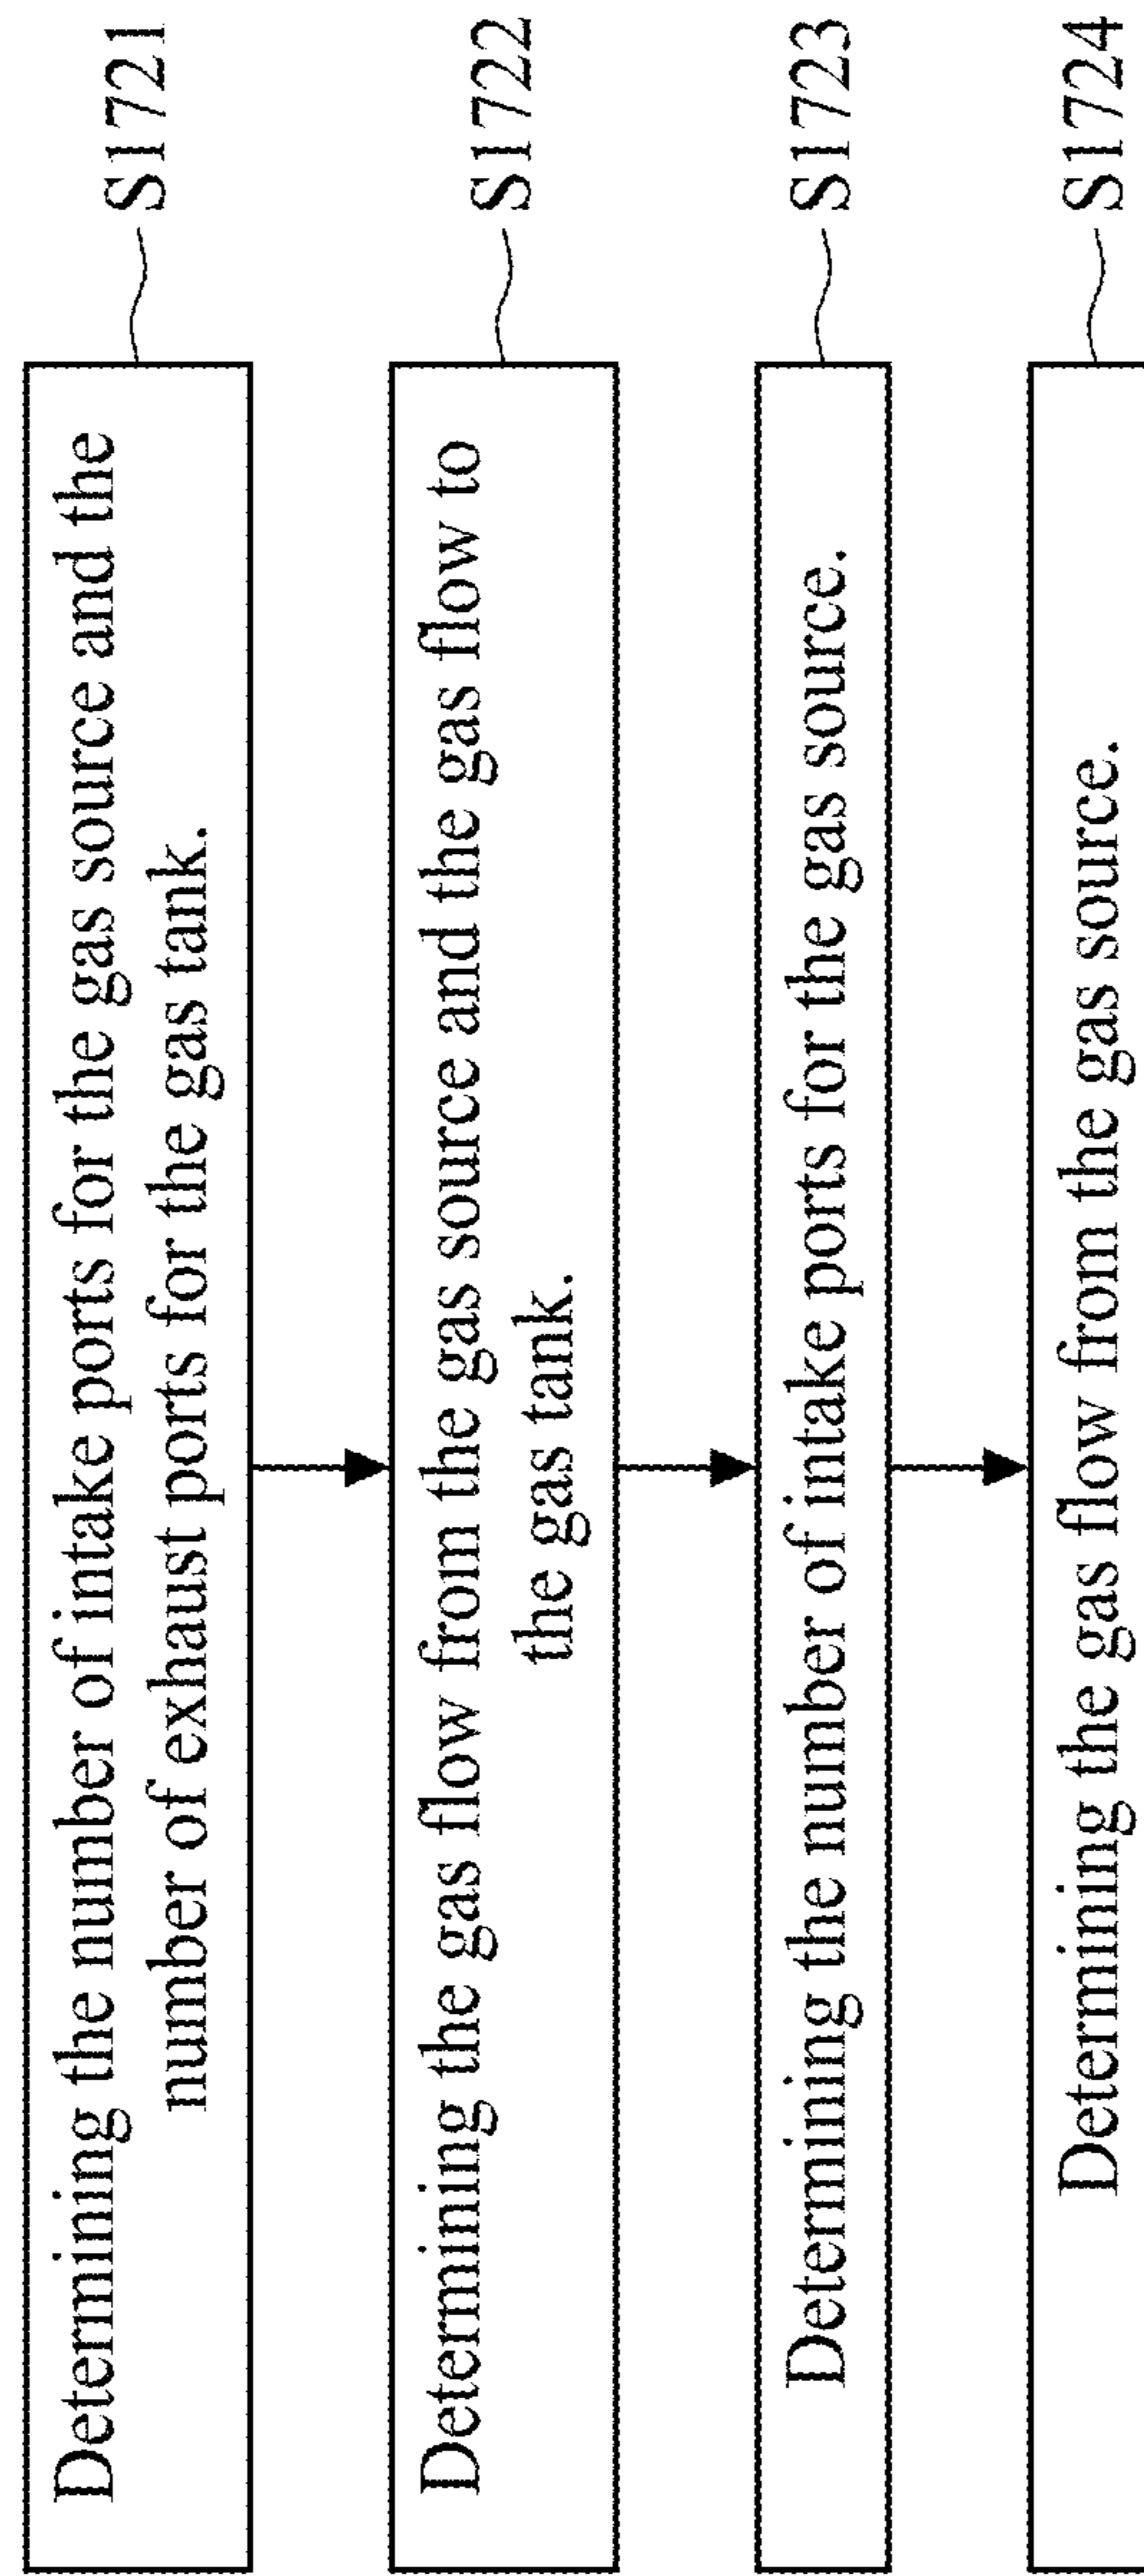 Determining the number of intake ports for the gas source and the
number of exhaust ports for the gas tank.
S1721
Determining the gas flow from the gas source and the gas flow to
the gas tank.
S1722
Determining the number of intake ports for the gas source.
S1723
Determining the gas flow from the gas source.
S1724